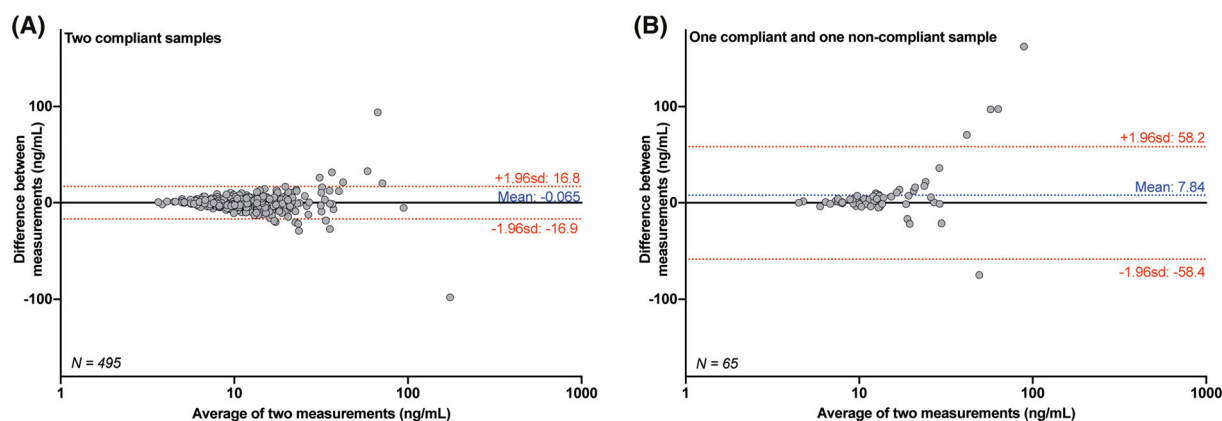 (A)
Two compliant samples
Difference between
measurements (ng/mL)
100
0
-100
+1.96sd: 16.8
Mean: -0.065
-1.96sd: -16.9
N = 495
1
10
100
1000
Average of two measurements (ng/mL)
(B)
One compliant and one non-compliant sample
Difference between
measurements (ng/mL)
100
0
-100
+1.96sd: 58.2
Mean: 7.84
-1.96sd: -58.4
N = 65
1
10
100
1000
Average of two measurements (ng/mL)